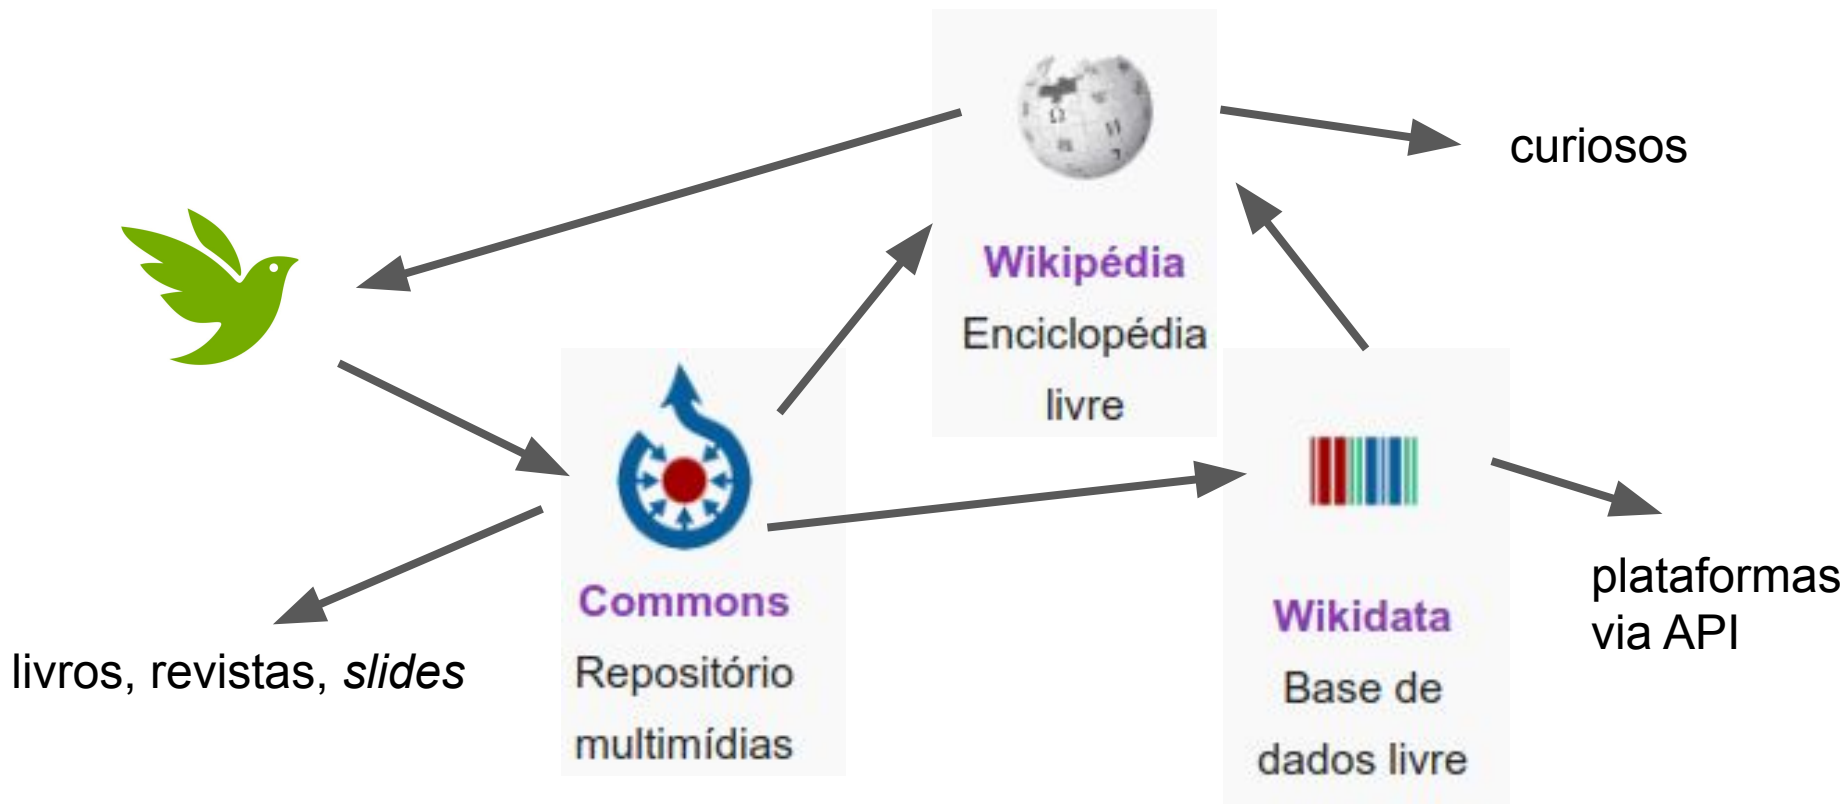 curiosos
Wikipédia
Enciclopédia
livre
Commons
Repositório
multimídias
livros, revistas, slides
Wikidata
Base de
dados livre
plataformas
via API